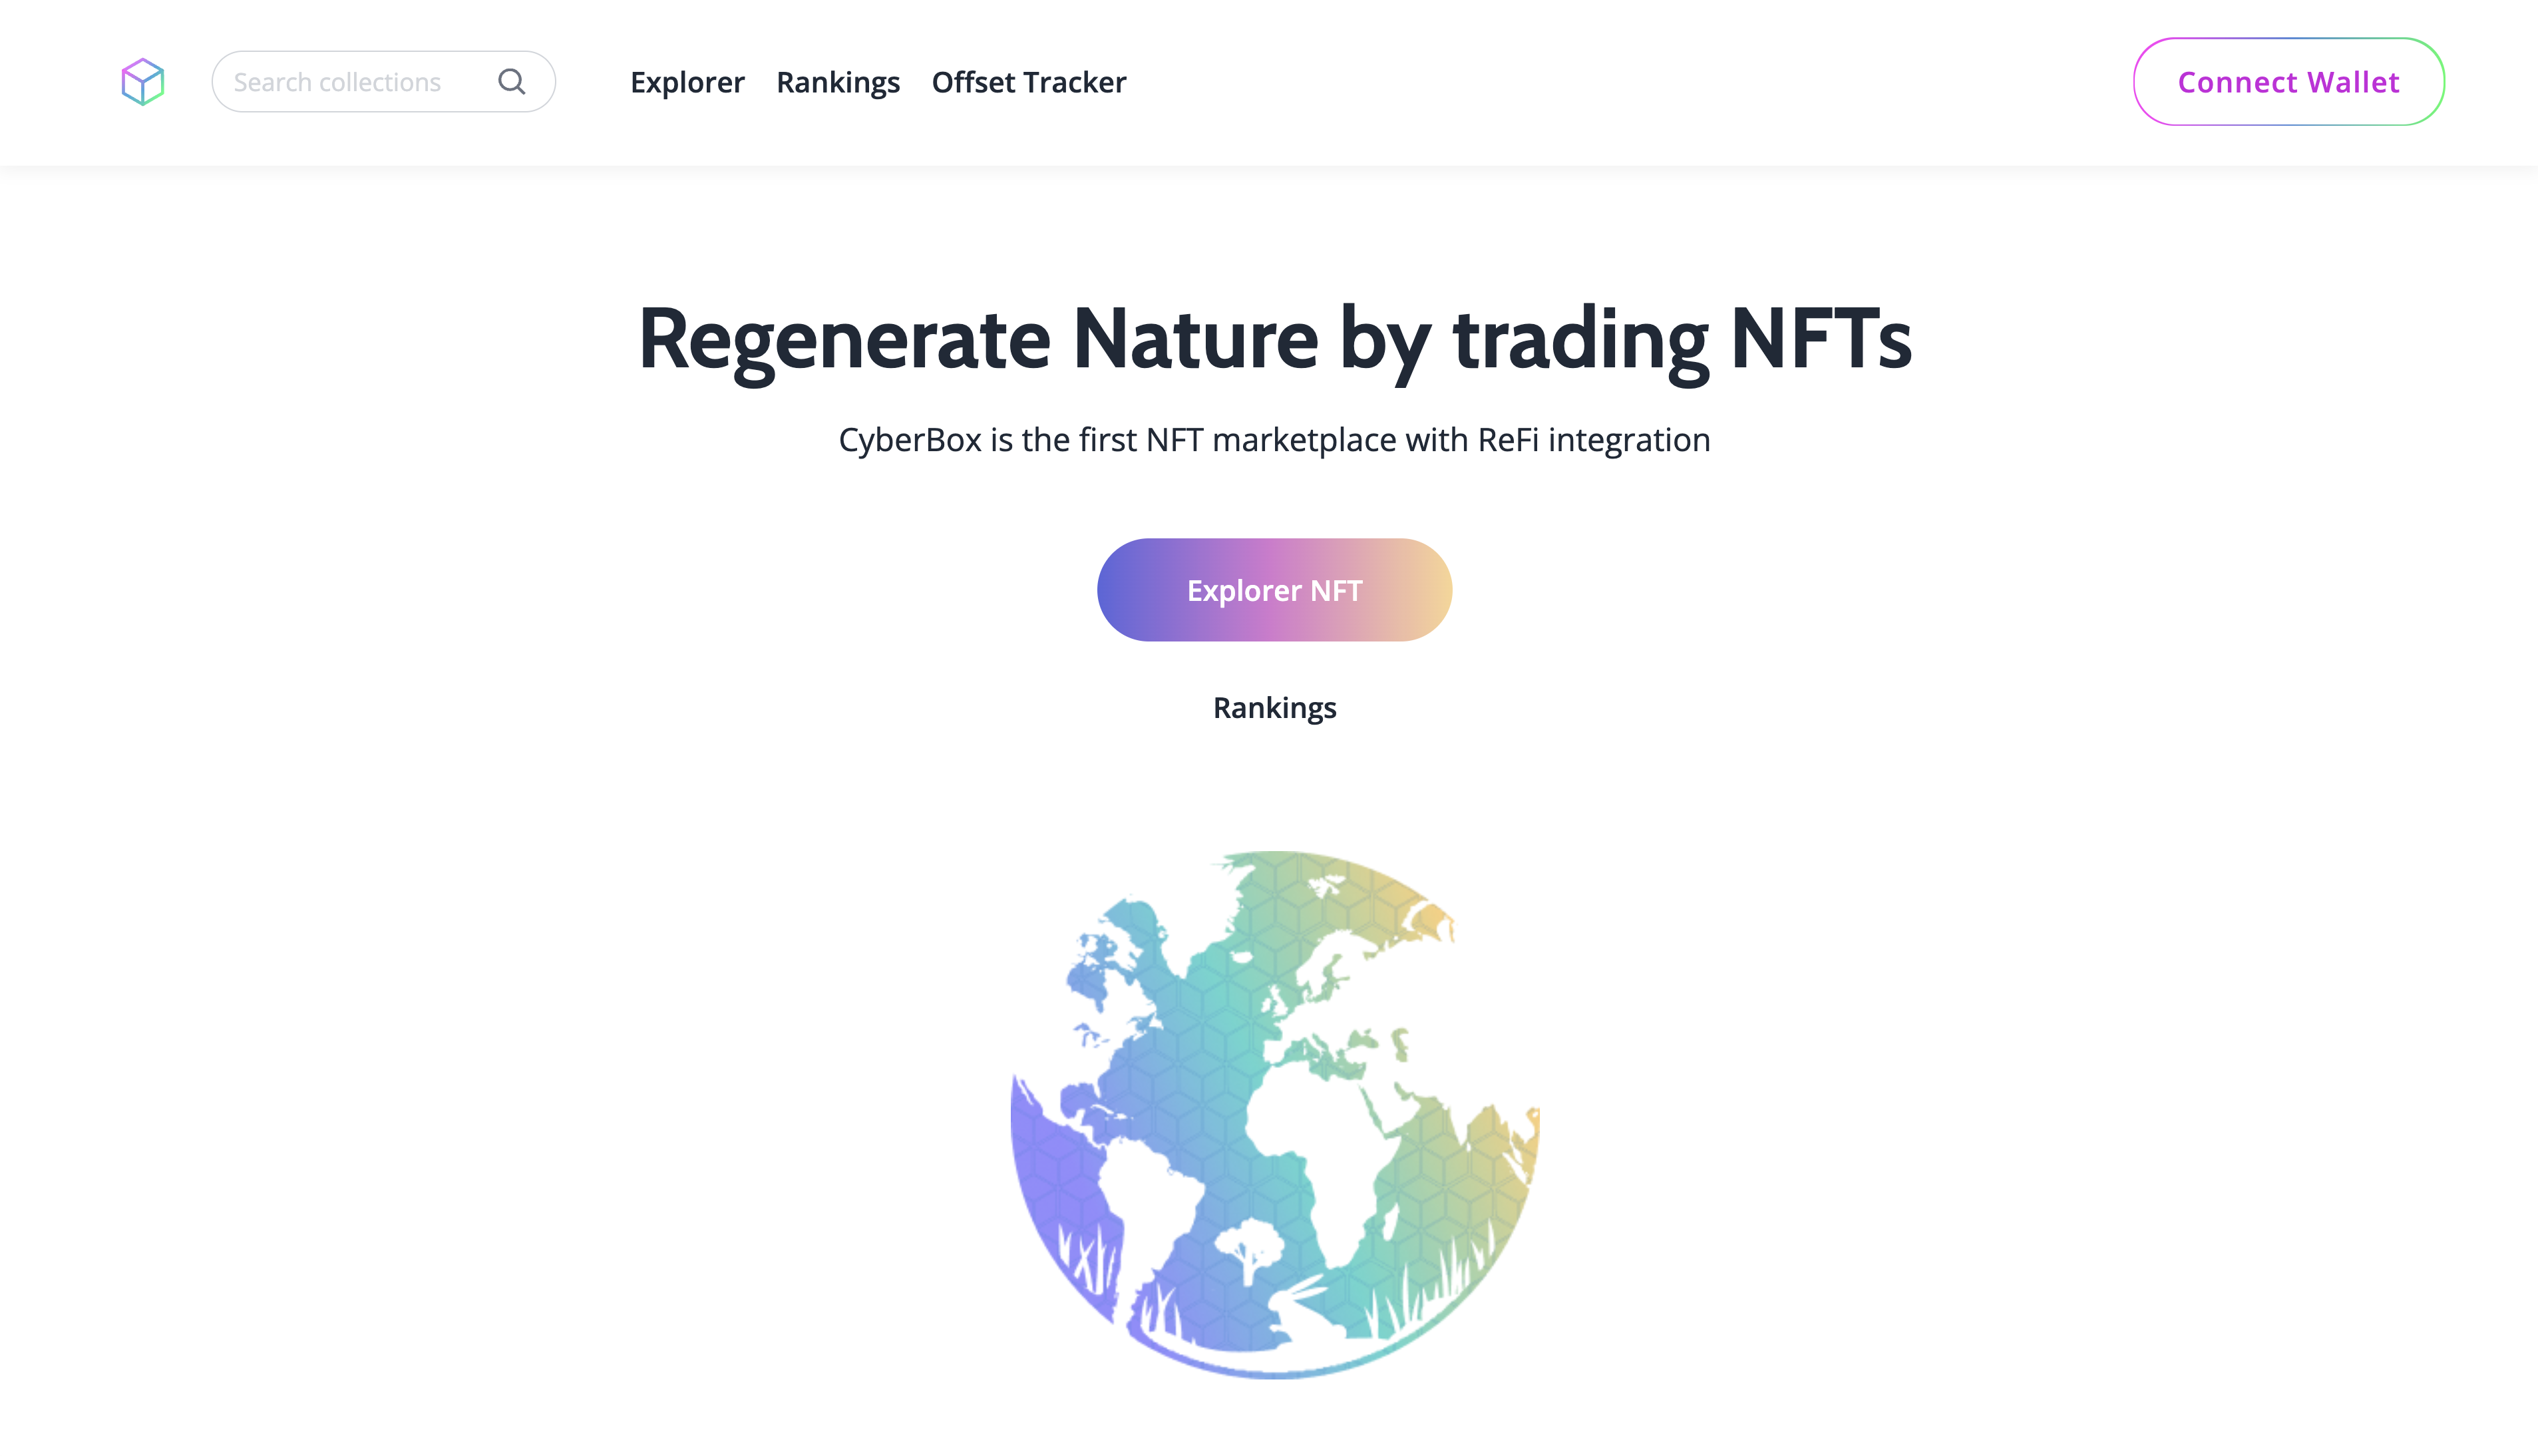 Search collections
Explorer
Rankings
Offset Tracker
Connect Wallet
Regenerate Nature by trading NFTs
CyberBox is the first NFT marketplace with ReFi integration
Explorer NFT
Rankings